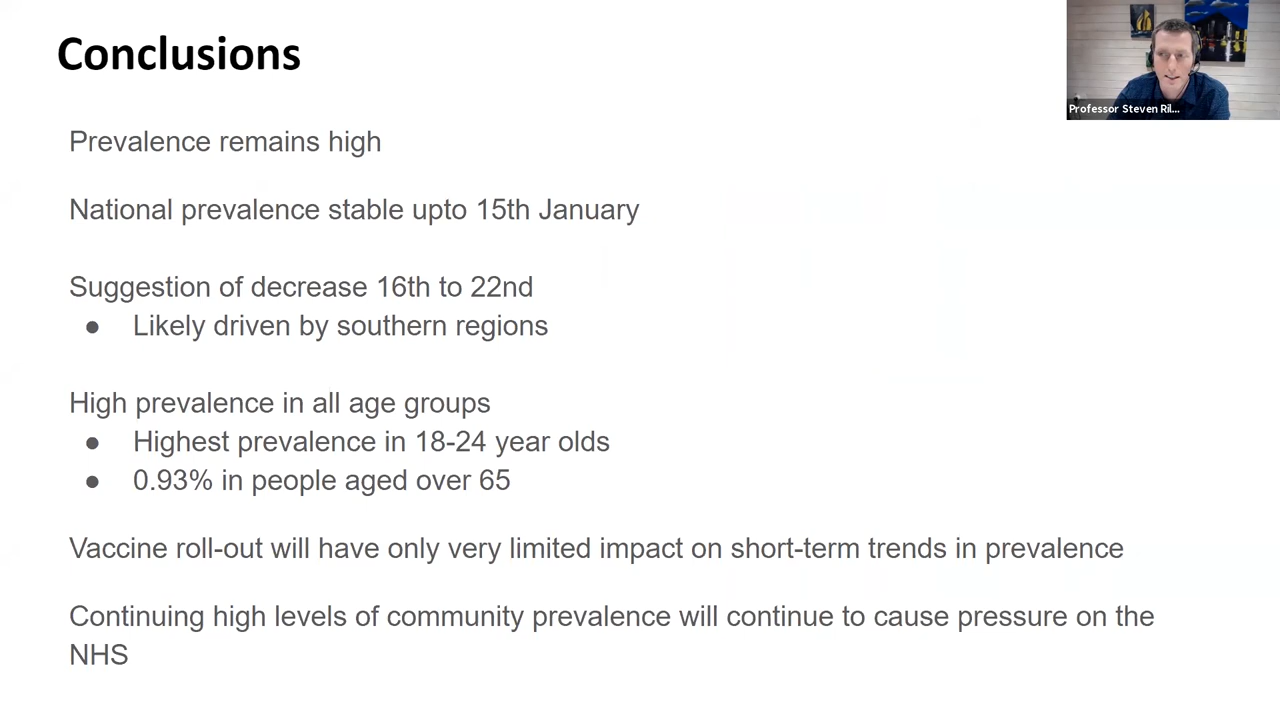 Conclusions
Professor Steven Ril...
Prevalence remains high
National prevalence stable upto 15th January
Suggestion of decrease 16th to 22nd
● Likely driven by southern regions
High prevalence in all age groups
● Highest prevalence in 18-24 year olds
● 0.93% in people aged over 65
Vaccine roll-out will have only very limited impact on short-term trends in prevalence
Continuing high levels of community prevalence will continue to cause pressure on the
NHS